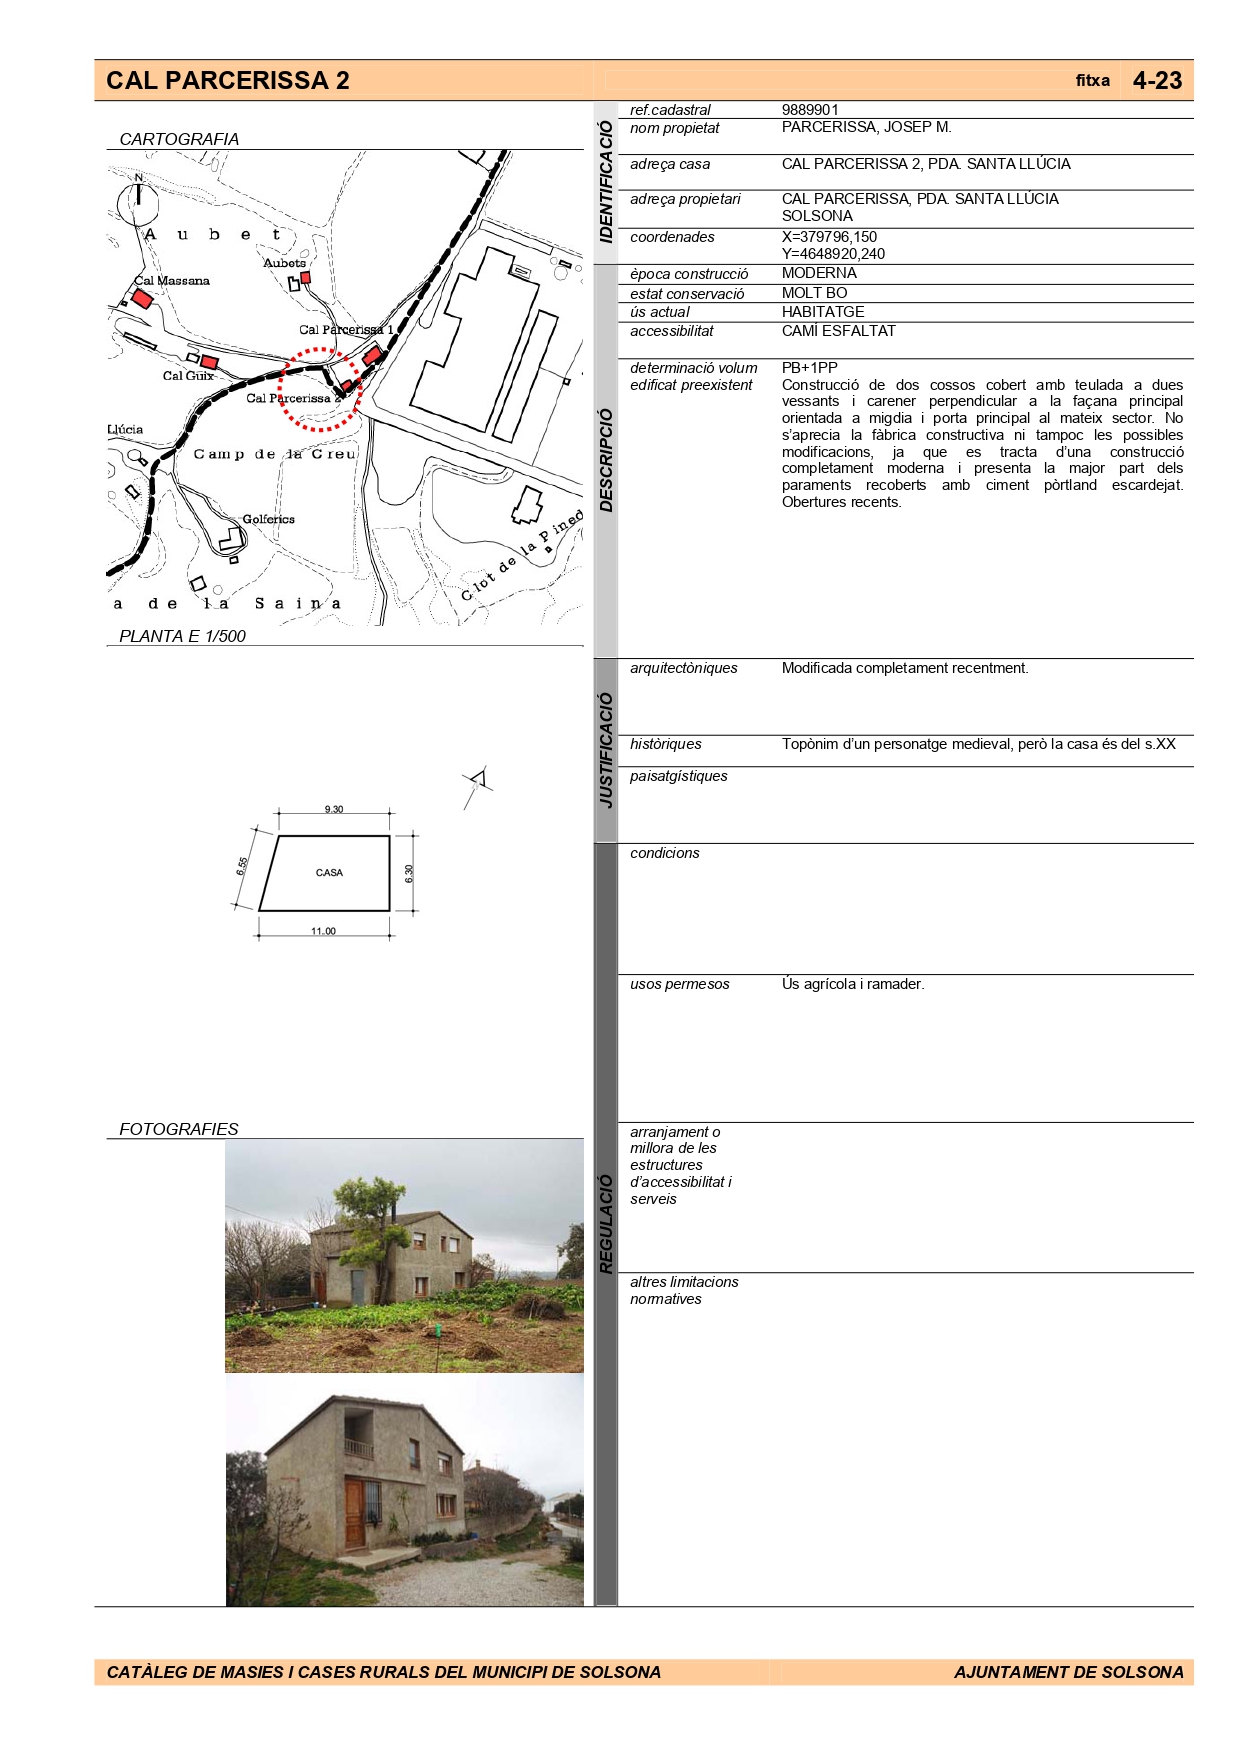 CAL PARCERISSA 2
fitxa 4-23
CARTOGRAFIA
N
A u b e t
Aubets
Cal Massana
Cal Parcerissa 1
Cal Guix
Cal Parcerissa 2
Llúcia
Camp de la Creu
Golferics
Clot de la Pined
a de la Saina
PLANTA E 1/500
9.30
6.55
CASA
6.30
11.00
FOTOGRAFIES
IDENTIFICACIÓ
ref.cadastral 9889901
nom propietat PARCERISSA, JOSEP M.
adreça casa CAL PARCERISSA 2, PDA. SANTA LLÚCIA
adreça propietari CAL PARCERISSA, PDA. SANTA LLÚCIA
SOLSONA
coordenades X=379796,150
Y=4648920,240
DESCRIPCIÓ
època construcció MODERNA
estat conservació MOLT BO
ús actual HABITATGE
accessibilitat CAMÍ ESFALTAT
determinació volum PB+1PP
edificat preexistent Construcció de dos cossos cobert amb teulada a dues
vessants i carener perpendicular a la façana principal
orientada a migdia i porta principal al mateix sector. No
s’aprecia la fàbrica constructiva ni tampoc les possibles
modificacions, ja que es tracta d’una construcció
completament moderna i presenta la major part dels
paraments recoberts amb ciment pòrtland escardejat.
Obertures recents.
JUSTIFICACIÓ
arquitectòniques Modificada completament recentment.
històriques Topònim d’un personatge medieval, però la casa és del s.XX
paisatgístiques
REGULACIÓ
condicions
usos permesos Ús agrícola i ramader.
arranjament o
millora de les
estructures
d’accessibilitat i
serveis
altres limitacions
normatives
CATÀLEG DE MASIES I CASES RURALS DEL MUNICIPI DE SOLSONA
AJUNTAMENT DE SOLSONA